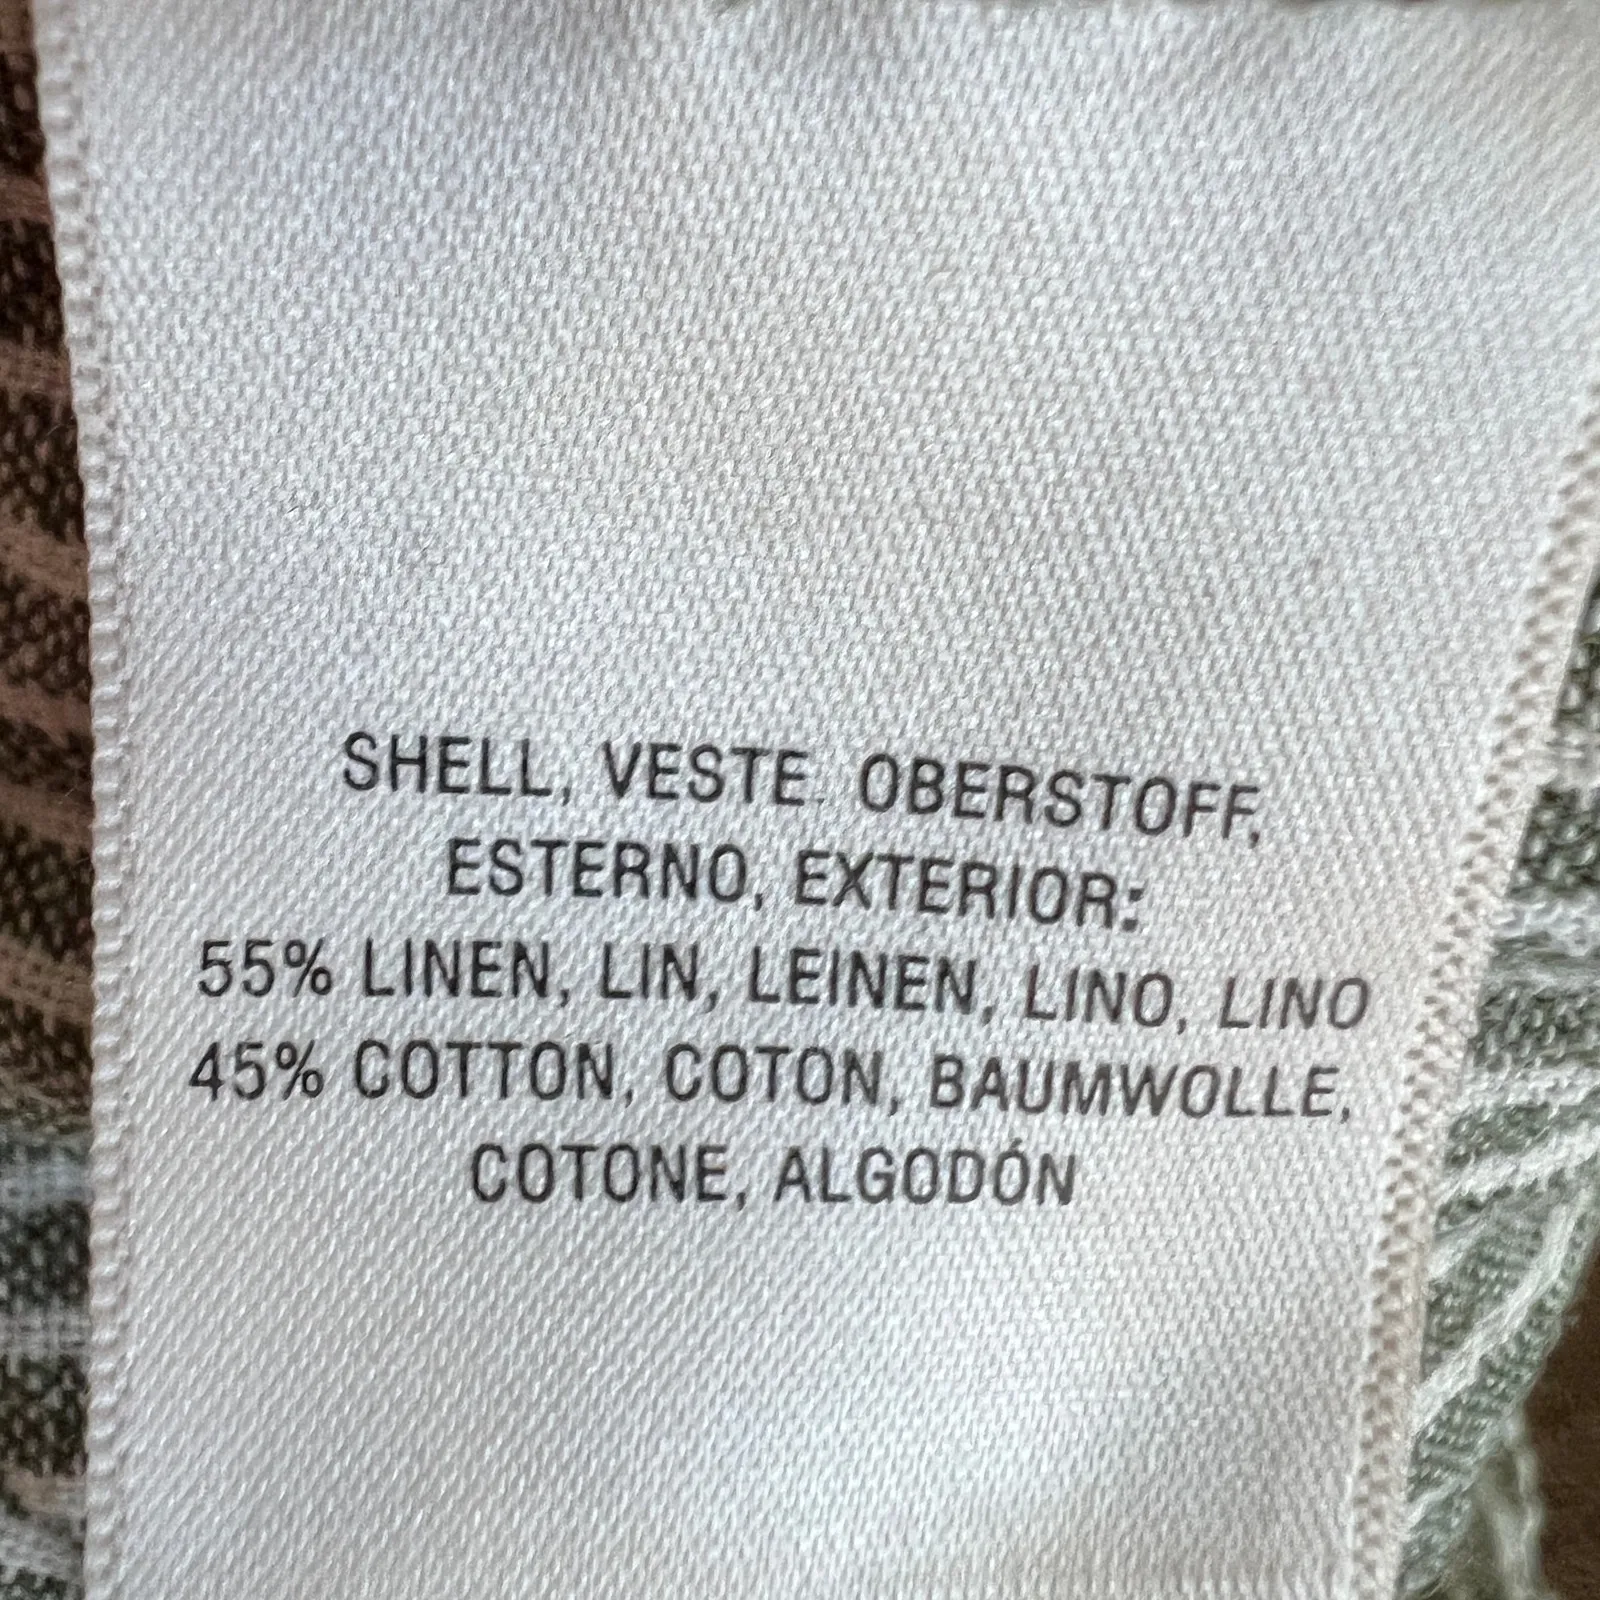 SHELL, VESTE. OBERSTOFF,
ESTERNO, EXTERIOR:
55% LINEN, LIN, LEINEN, LINO, LINO
45% COTTON, COTON, BAUMWOLLE,
COTONE, ALGODÓN